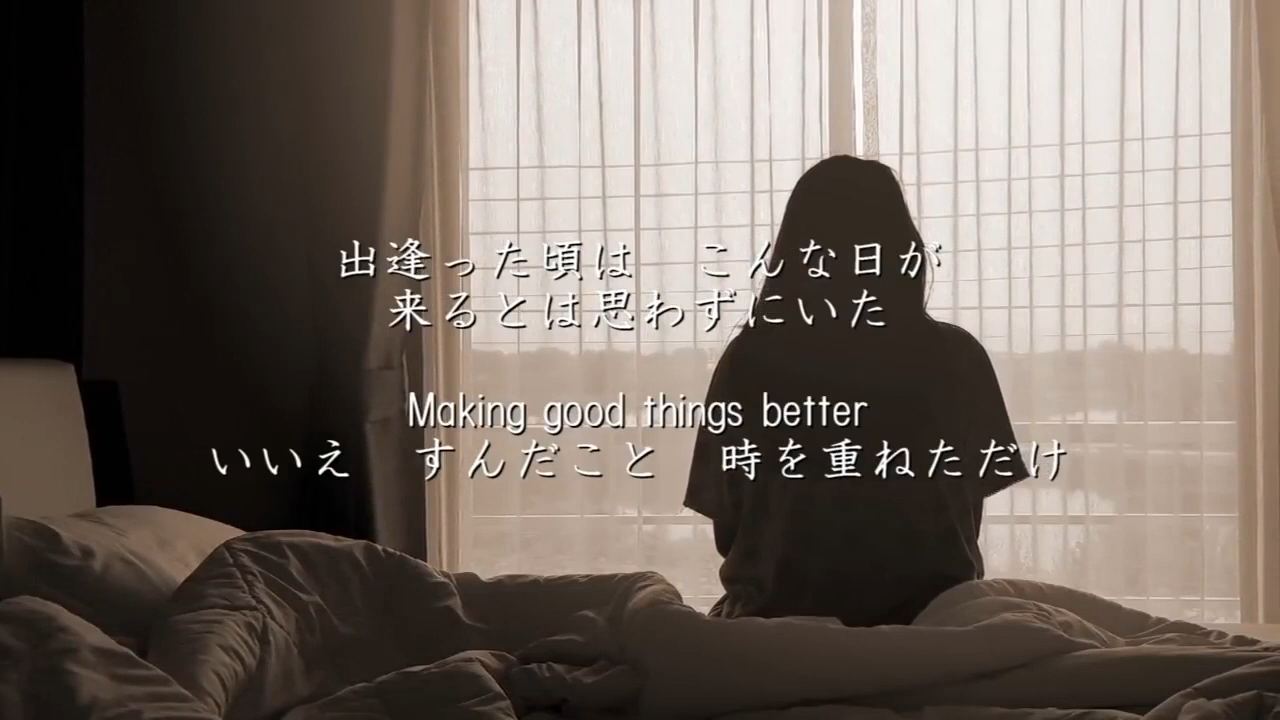 出逢った頃は　こんな日が
来るとは思わずにいた
Making good things better
いいえ　すんだこと　時を重ねただけ